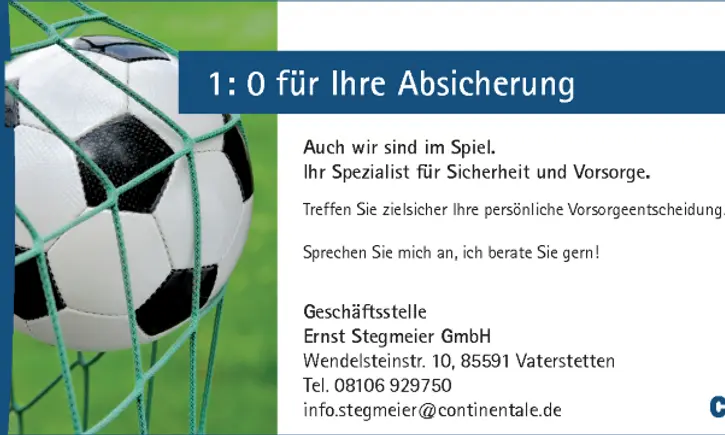 1: 0 für Ihre Absicherung
Auch wir sind im Spiel.
Ihr Spezialist für Sicherheit und Vorsorge.
Treffen Sie zielsicher Ihre persönliche Vorsorgeentscheidung.
Sprechen Sie mich an, ich berate Sie gern!
Geschäftsstelle
Ernst Stegmeier GmbH
Wendelsteinstr. 10, 85591 Vaterstetten
Tel. 08106 929750
info.stegmeier@continentale.de